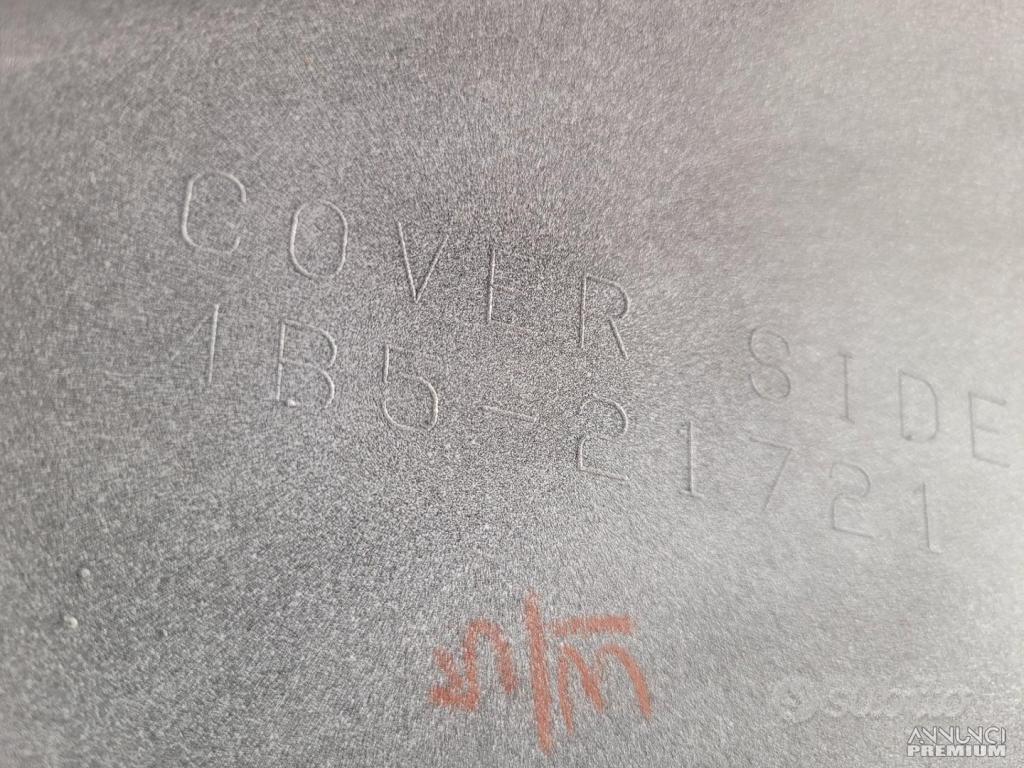 COVER SIDE
1B5-21721
subito
ANNUNCI
PREMIUM